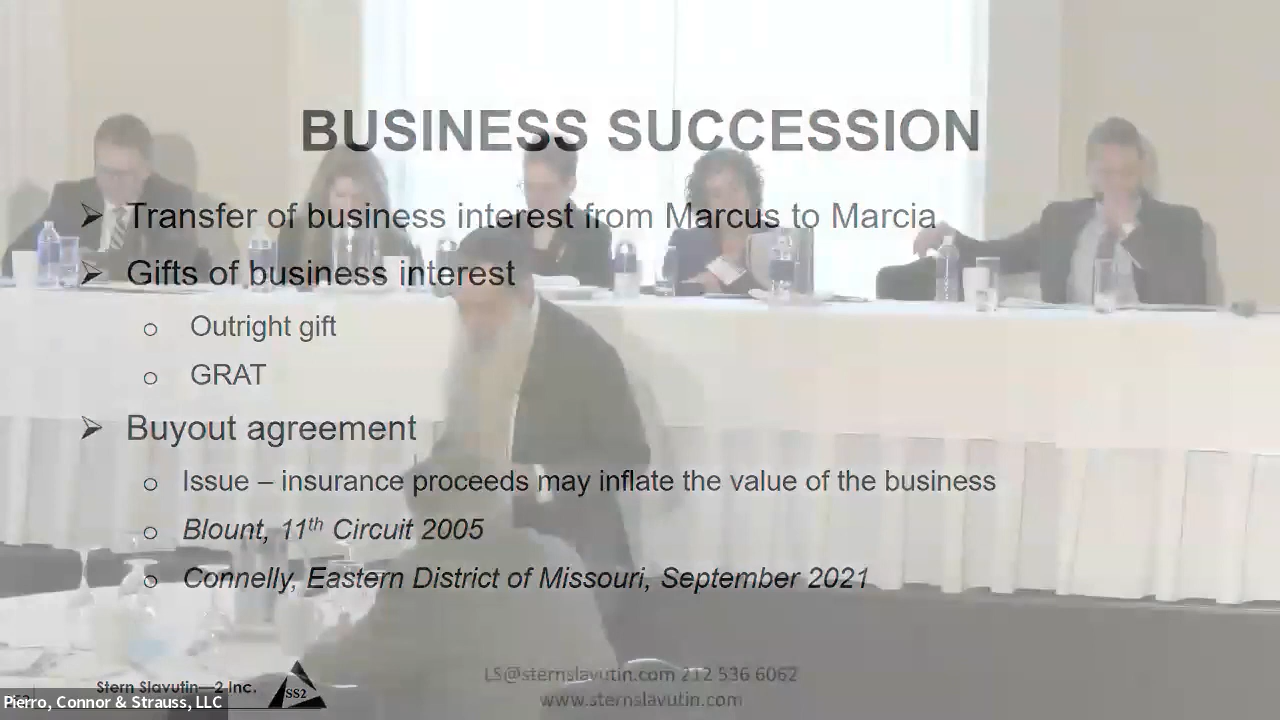 BUSINESS SUCCESSION
➢ Transfer of business interest from Marcus to Marcia
➢ Gifts of business interest
o Outright gift
o GRAT
➢ Buyout agreement
o Issue – insurance proceeds may inflate the value of the business
o Blount, 11th Circuit 2005
o Connelly, Eastern District of Missouri, September 2021
LS@sternslavutin.com 212 536 6062
Stern Slavutin—2 Inc.
SS2
www.sternslavutin.com
Pierro, Connor & Strauss, LLC